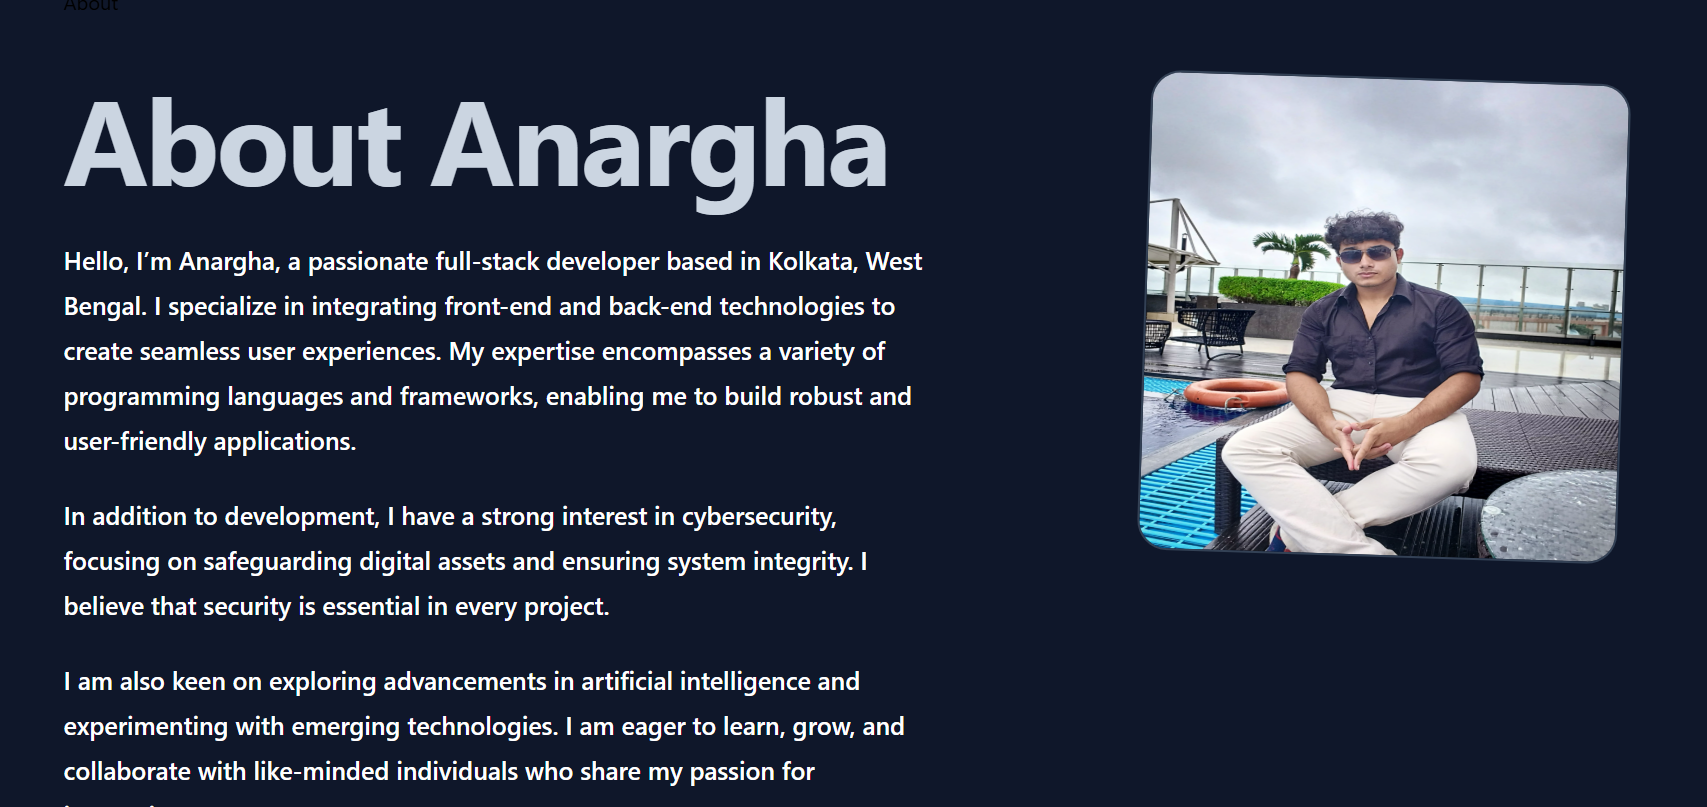 About
About Anargha
Hello, I’m Anargha, a passionate full-stack developer based in Kolkata, West
Bengal. I specialize in integrating front-end and back-end technologies to
create seamless user experiences. My expertise encompasses a variety of
programming languages and frameworks, enabling me to build robust and
user-friendly applications.
In addition to development, I have a strong interest in cybersecurity,
focusing on safeguarding digital assets and ensuring system integrity. I
believe that security is essential in every project.
I am also keen on exploring advancements in artificial intelligence and
experimenting with emerging technologies. I am eager to learn, grow, and
collaborate with like-minded individuals who share my passion for